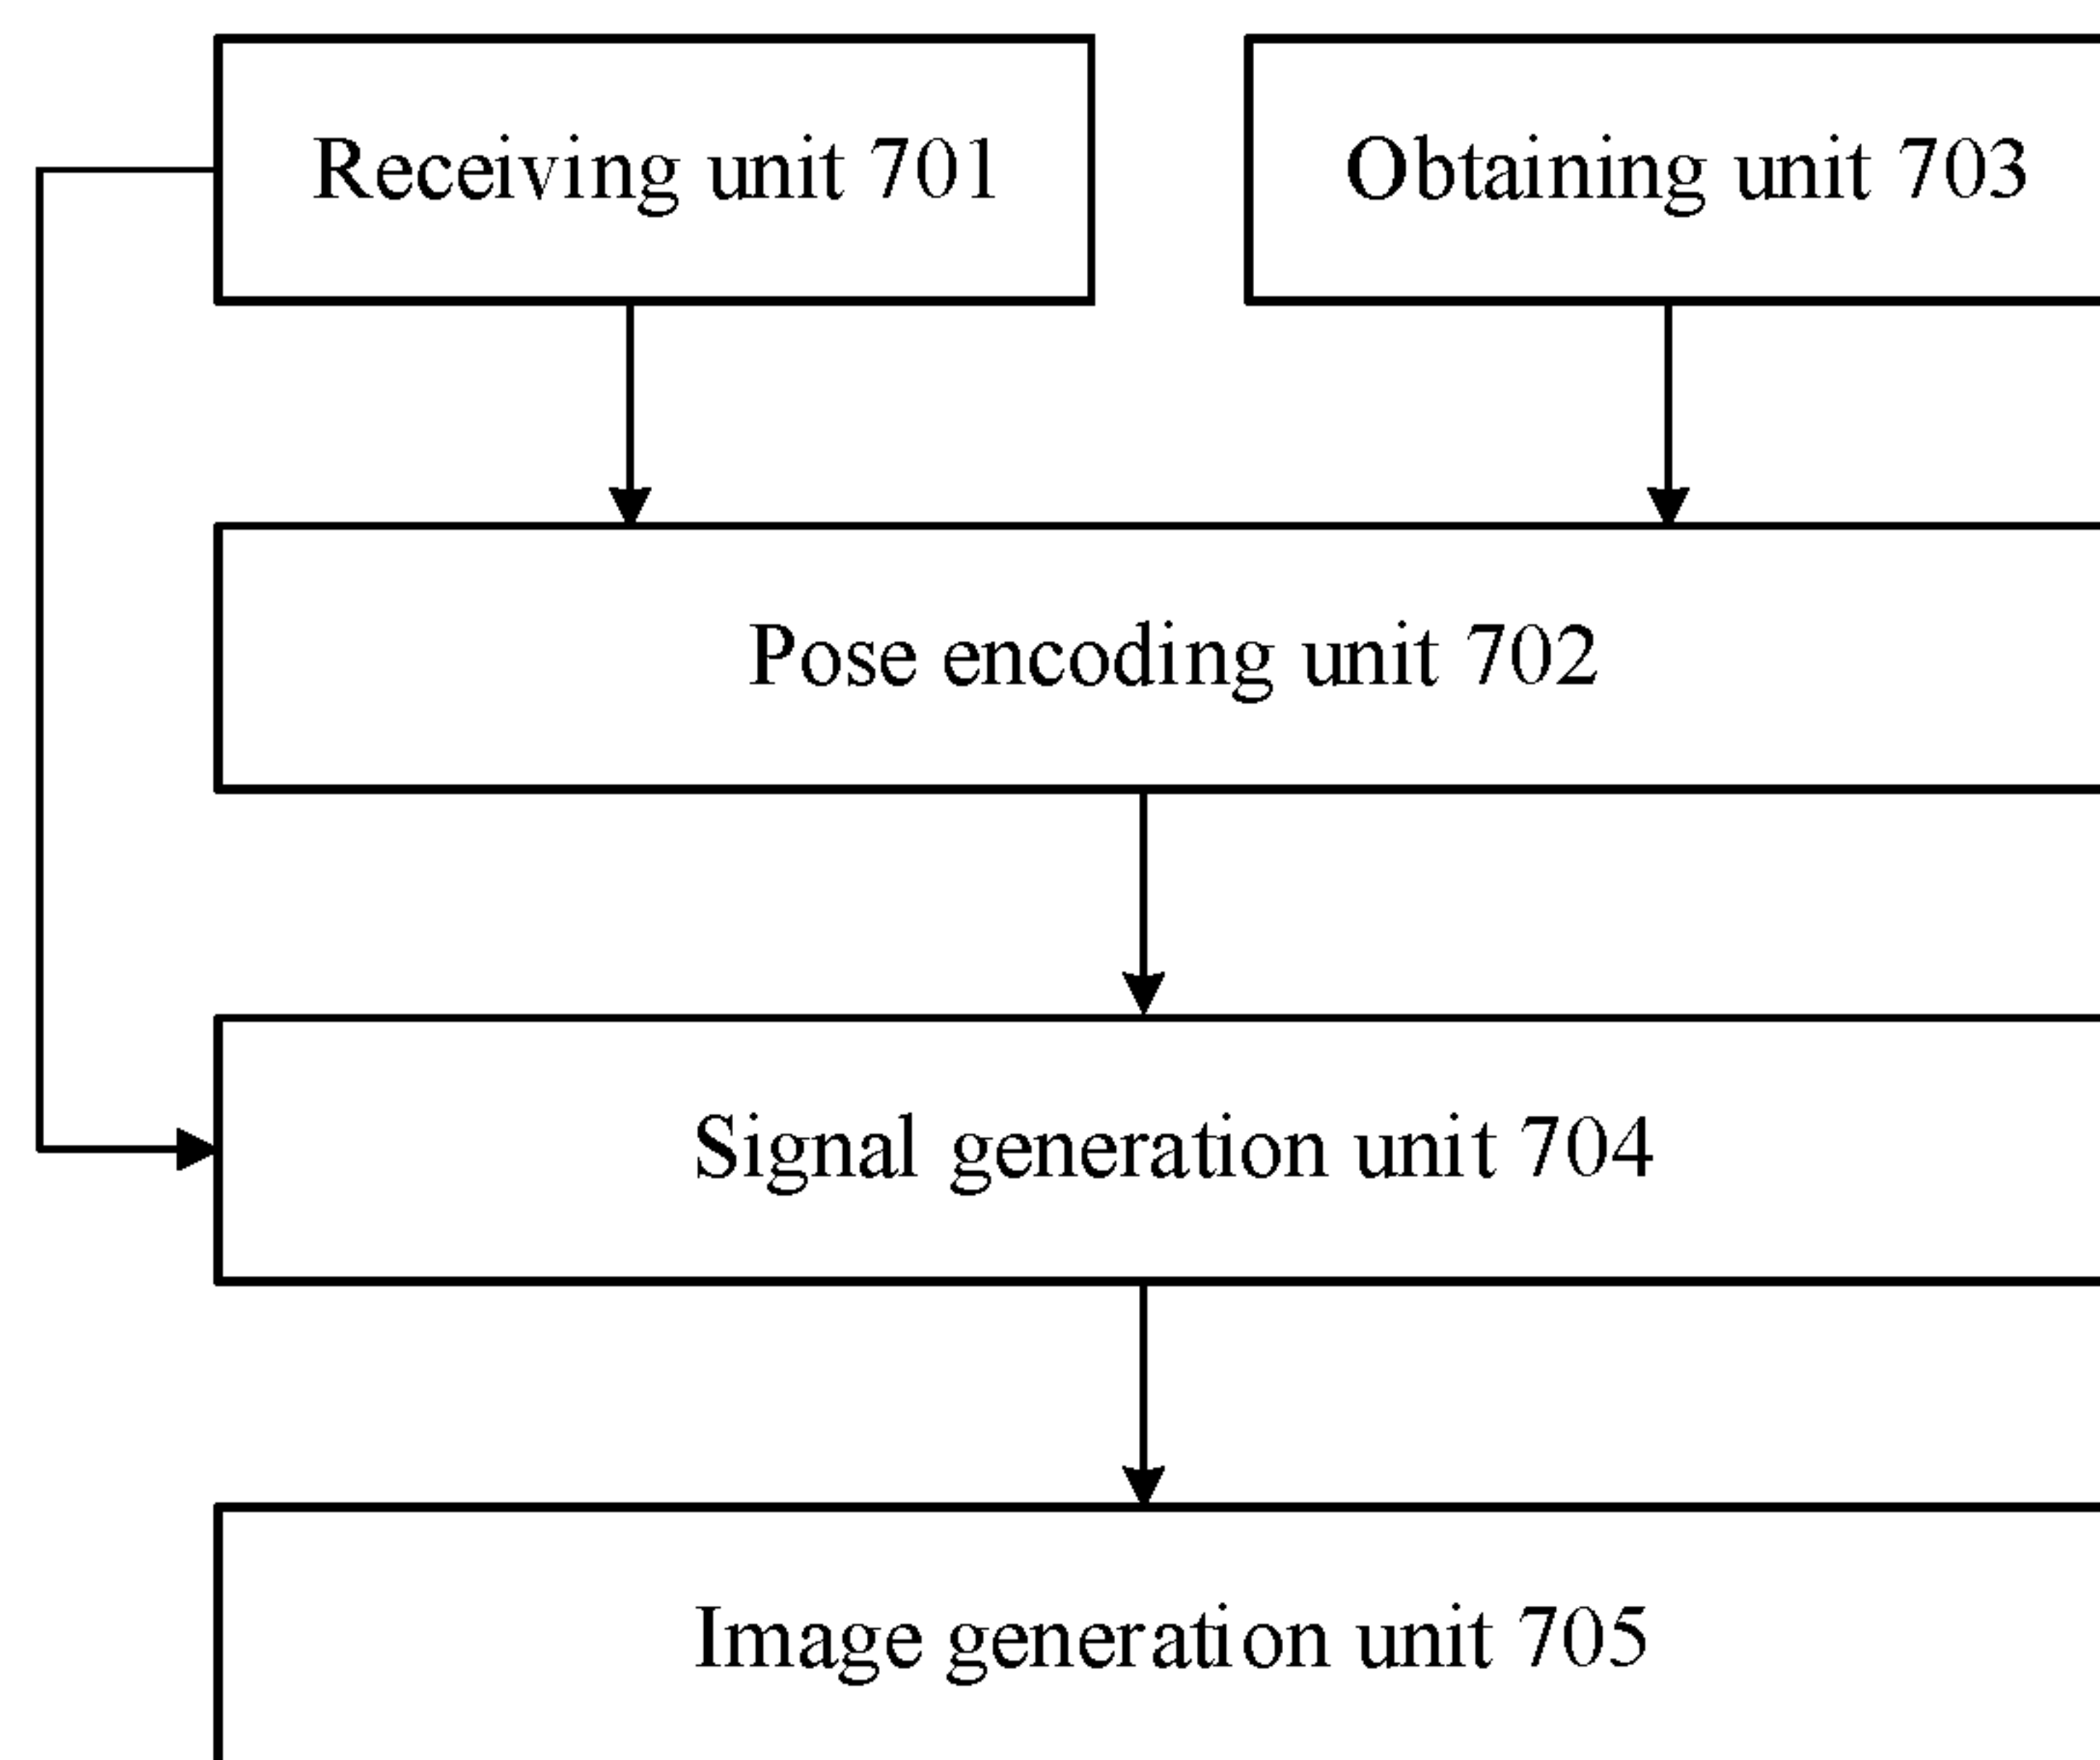 Receiving unit 701
Obtaining unit 703
Pose encoding unit 702
Signal generation unit 704
Image generation unit 705